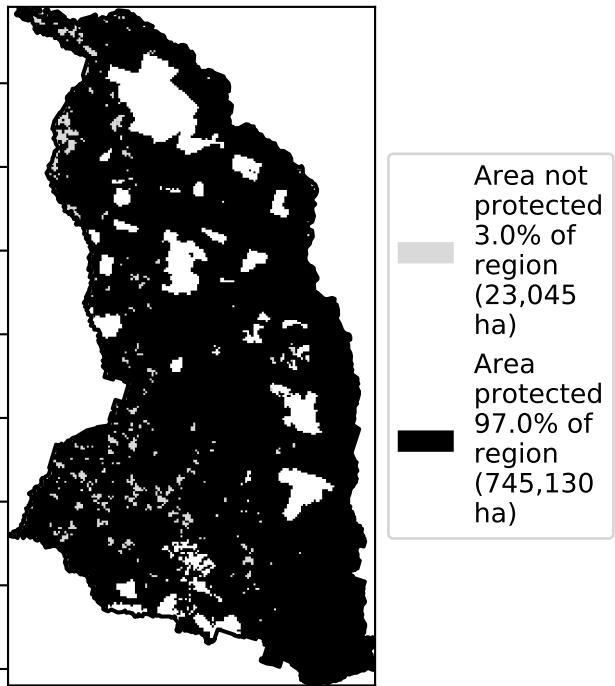 Area not
protected
3.0% of
region
(23,045
ha)
Area
protected
97.0% of
region
(745,130
ha)